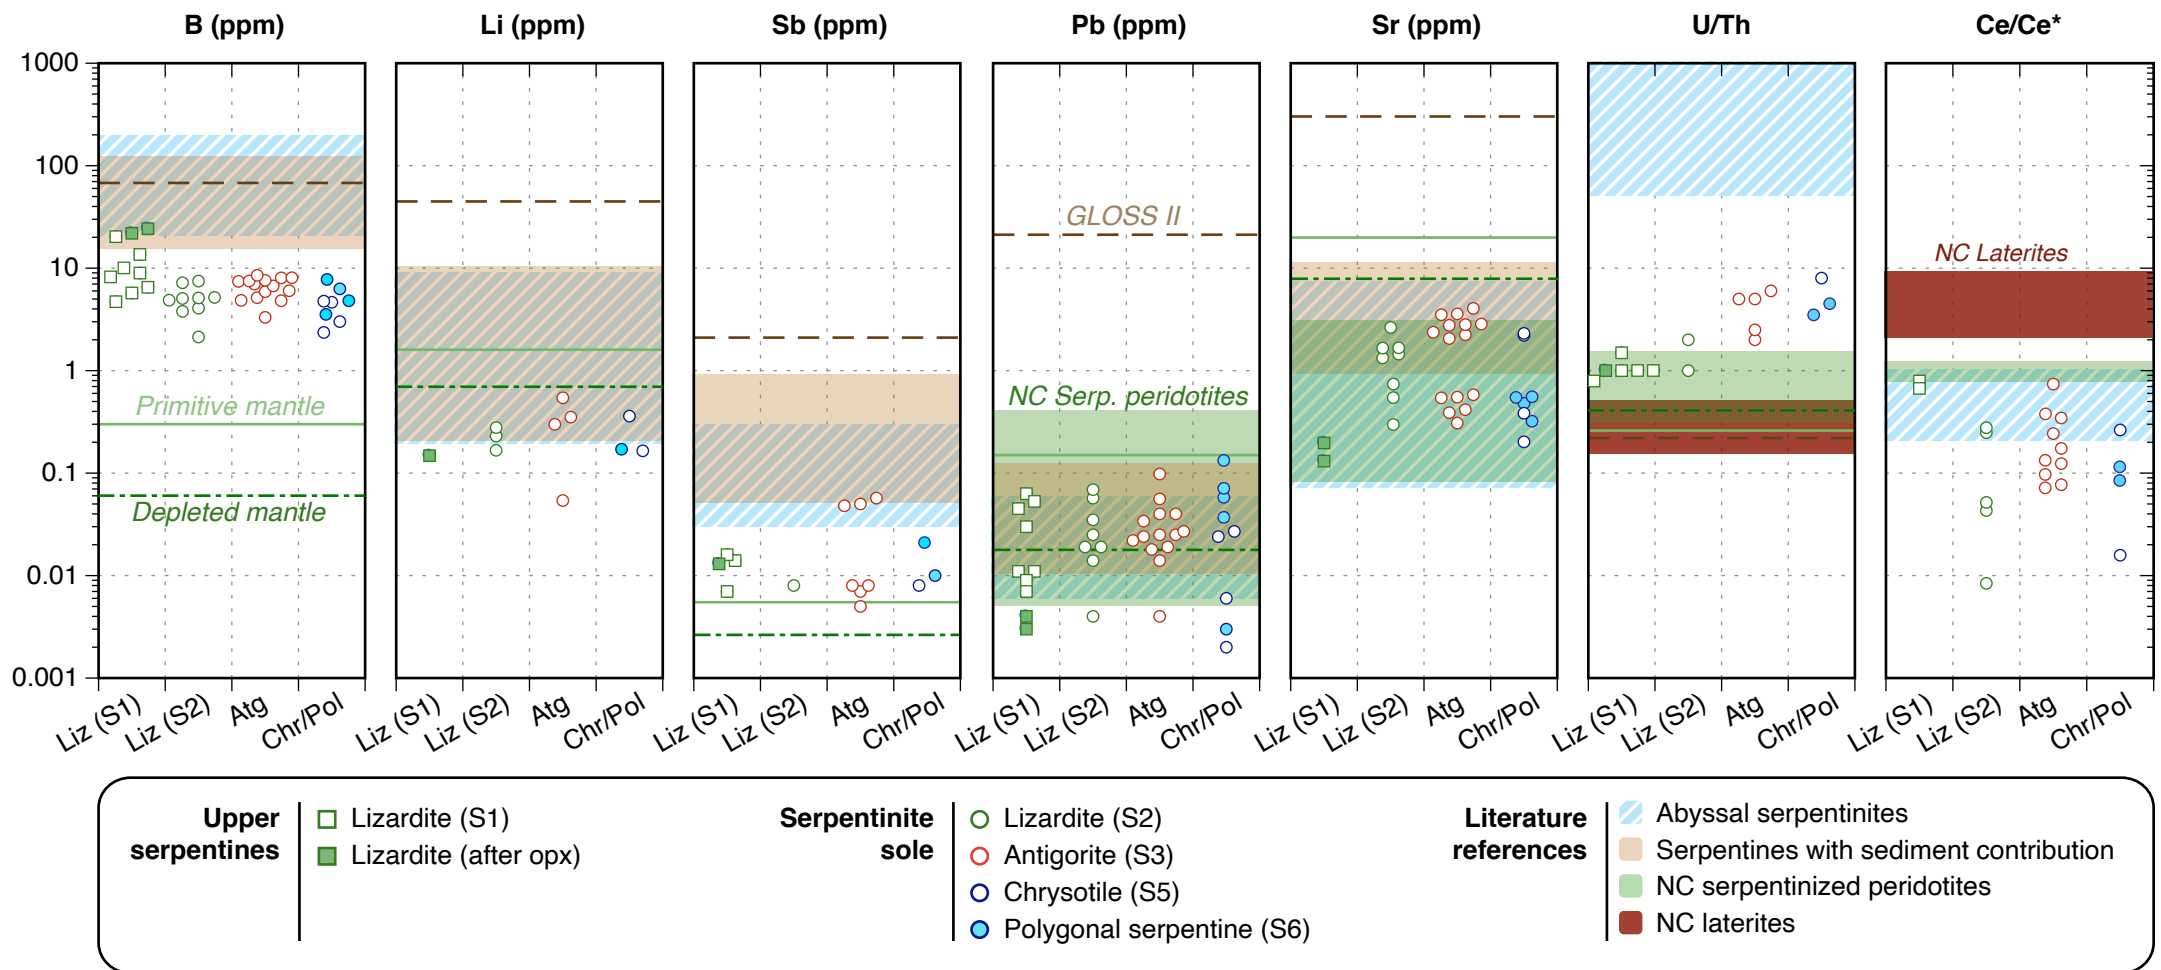 B (ppm)
Li (ppm)
Sb (ppm)
Pb (ppm)
Sr (ppm)
U/Th
Ce/Ce*
1000
100
10
1
0.1
0.01
0.001
Primitive mantle
Depleted mantle
GLOSS II
NC Serp. peridotites
NC Laterites
Liz (S1)
Liz (S2)
Atg
Chr/Pol
Liz (S1)
Liz (S2)
Atg
Chr/Pol
Liz (S1)
Liz (S2)
Atg
Chr/Pol
Liz (S1)
Liz (S2)
Atg
Chr/Pol
Liz (S1)
Liz (S2)
Atg
Chr/Pol
Liz (S1)
Liz (S2)
Atg
Chr/Pol
Liz (S1)
Liz (S2)
Atg
Chr/Pol
Upper
serpentines
Lizardite (S1)
Lizardite (after opx)
Serpentinite
sole
Lizardite (S2)
Antigorite (S3)
Chrysotile (S5)
Polygonal serpentine (S6)
Literature
references
Abyssal serpentinites
Serpentines with sediment contribution
NC serpentinized peridotites
NC laterites